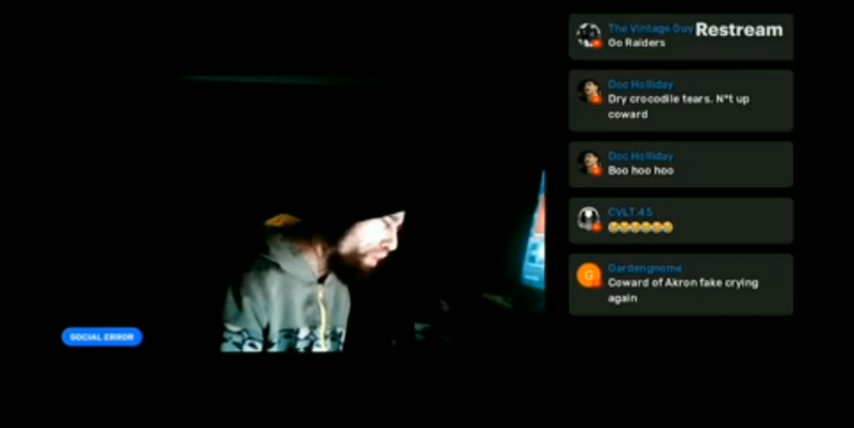 The Vintage Guy
Restream
Go Raiders
Doc Holliday
Dry crocodile tears. N*t up
coward
Doc Holliday
Boo hoo hoo
CVLT.45
Gardengnome
G
Coward of Akron fake crying
again
SOCIAL ERROR